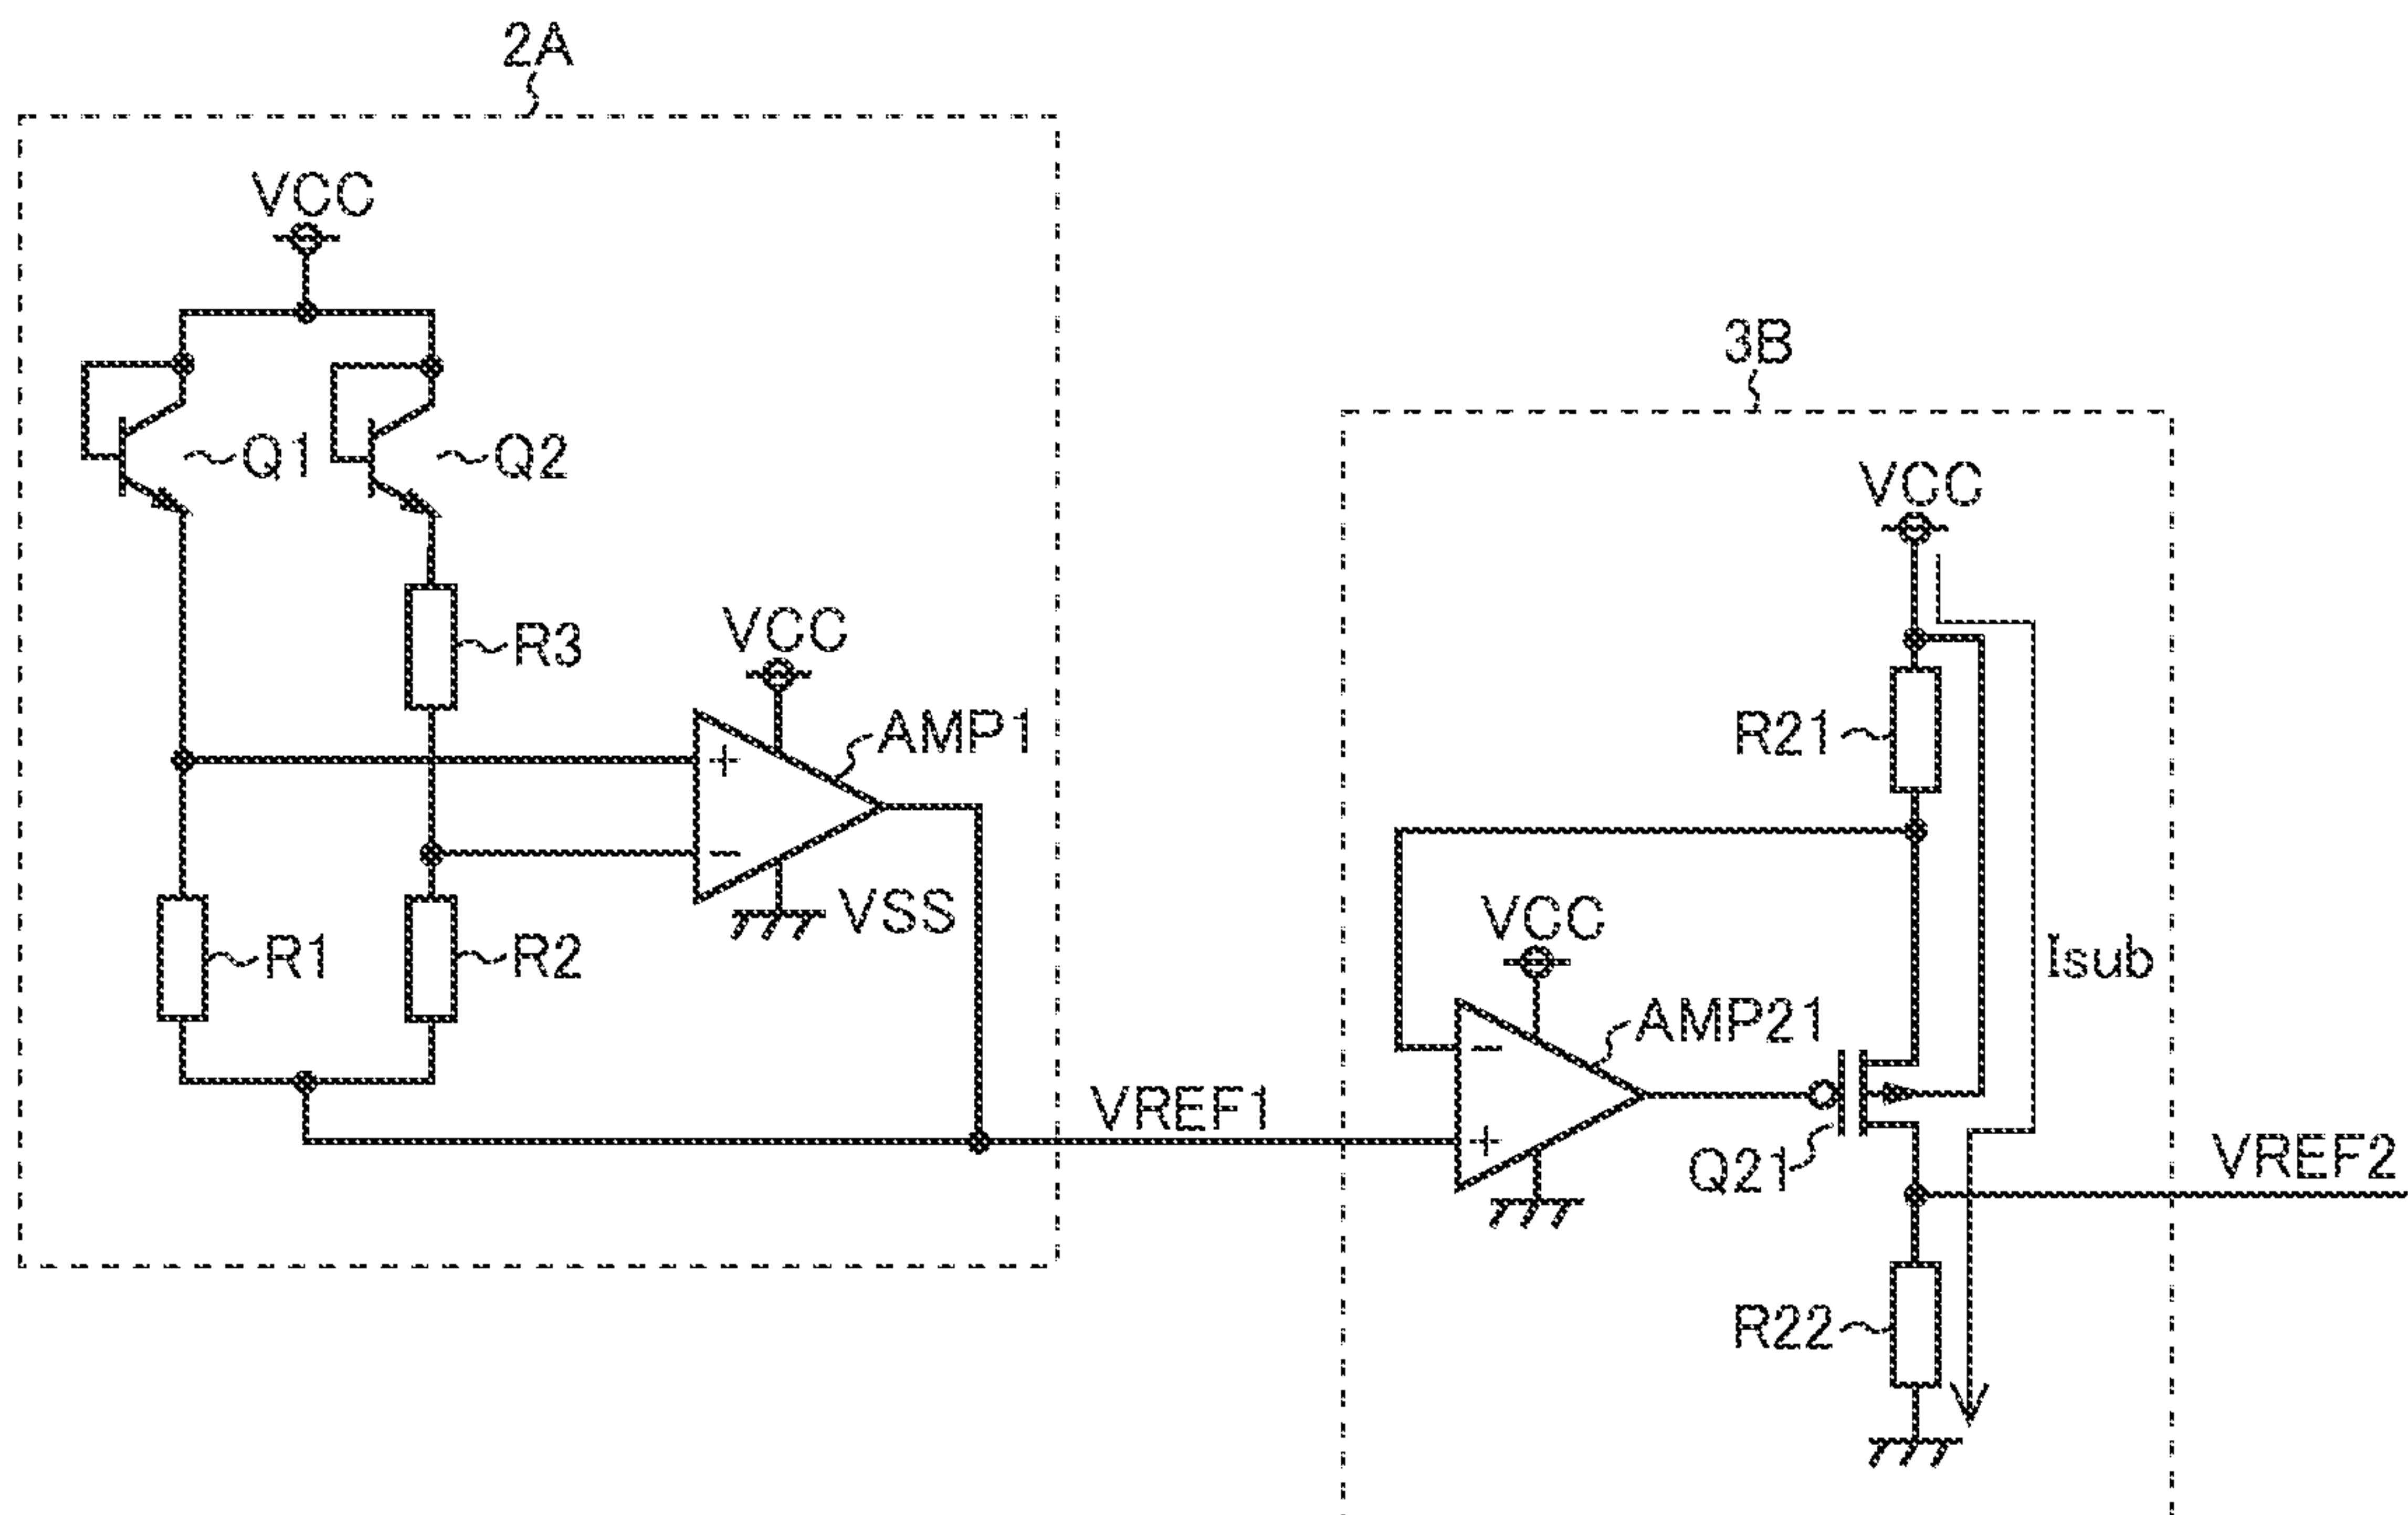 2A
VCC
Q1
Q2
R3
VCC
AMP1
+
−
VSS
R1
R2
VREF1
3B
VCC
R21
VCC
Isub
AMP21
−
+
Q21
VREF2
R22